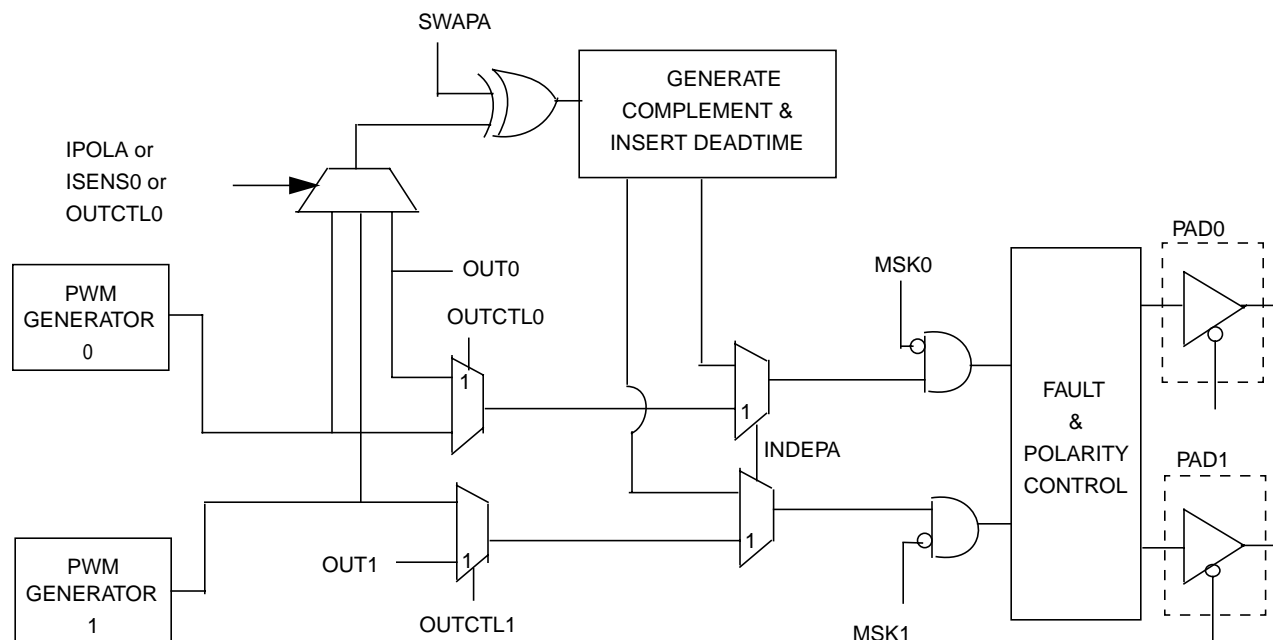 SWAPA
GENERATE
COMPLEMENT &
INSERT DEADTIME
IPOLA or
ISENS0 or
OUTCTL0
PWM
GENERATOR
0
OUT0
OUTCTL0
1
MSK0
PAD0
1
INDEPA
FAULT
&
POLARITY
CONTROL
PAD1
PWM
GENERATOR
1
OUT1
1
OUTCTL1
1
MSK1